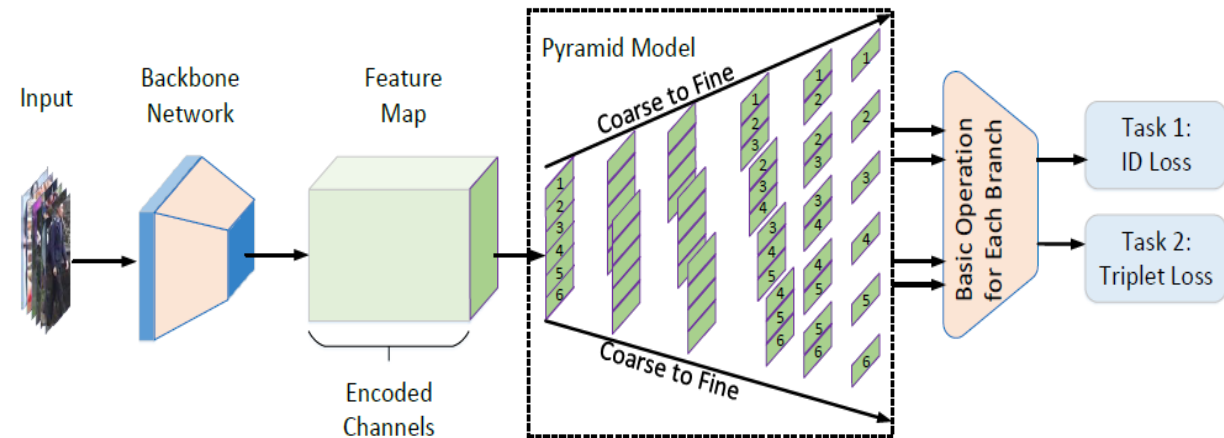 Input
Backbone
Network
Feature
Map
Encoded
Channels
Pyramid Model
Coarse to Fine
Coarse to Fine
1
2
3
4
5
6
1
2
3
2
3
4
3
4
5
4
5
6
1
2
2
3
3
4
4
5
5
6
1
2
3
4
5
6
Basic Operation
for Each Branch
Task 1:
ID Loss
Task 2:
Triplet Loss